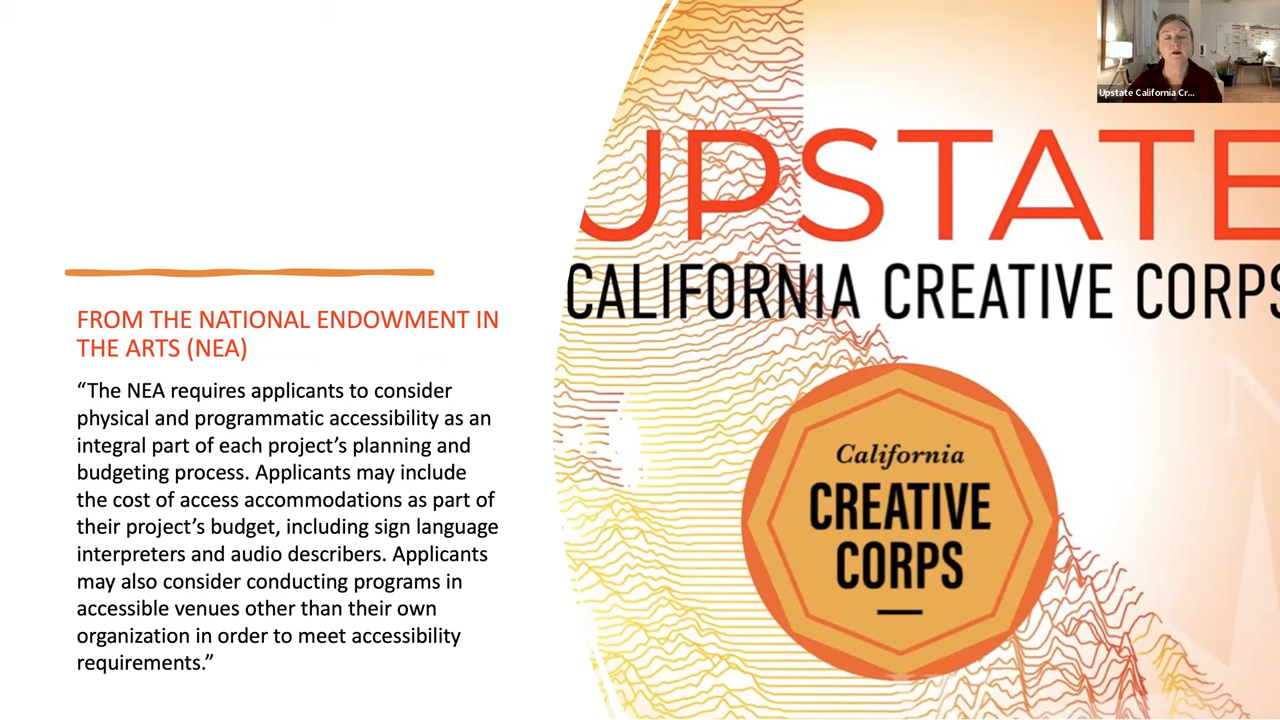 Upstate California Cr...
UPSTATE
CALIFORNIA CREATIVE CORPS
FROM THE NATIONAL ENDOWMENT IN
THE ARTS (NEA)
“The NEA requires applicants to consider
physical and programmatic accessibility as an
integral part of each project’s planning and
budgeting process. Applicants may include
the cost of access accommodations as part of
their project’s budget, including sign language
interpreters and audio describers. Applicants
may also consider conducting programs in
accessible venues other than their own
organization in order to meet accessibility
requirements.”
California
CREATIVE
CORPS